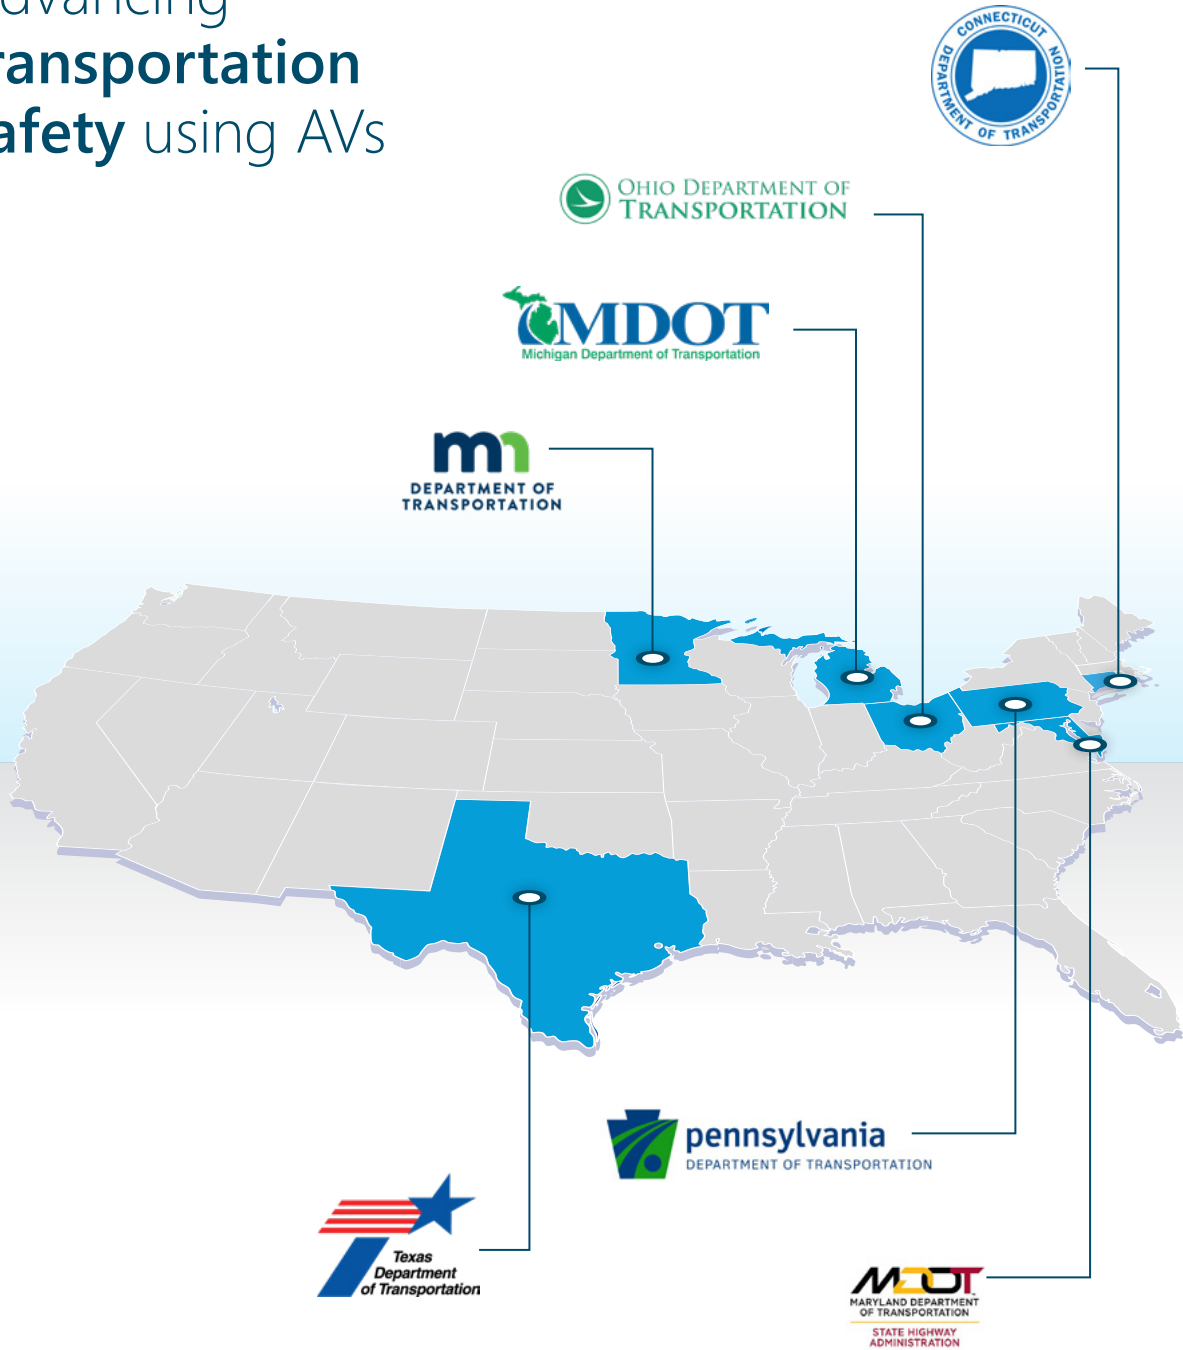 dvancing
ransportation
afety using AVs
CONNECTICUT
DEPARTMENT OF TRANSPORTATION
OHIO DEPARTMENT OF
TRANSPORTATION
MDOT
Michigan Department of Transportation
mn
DEPARTMENT OF
TRANSPORTATION
pennsylvania
DEPARTMENT OF TRANSPORTATION
Texas
Department
of Transportation
MDOT
MARYLAND DEPARTMENT
OF TRANSPORTATION
STATE HIGHWAY
ADMINISTRATION